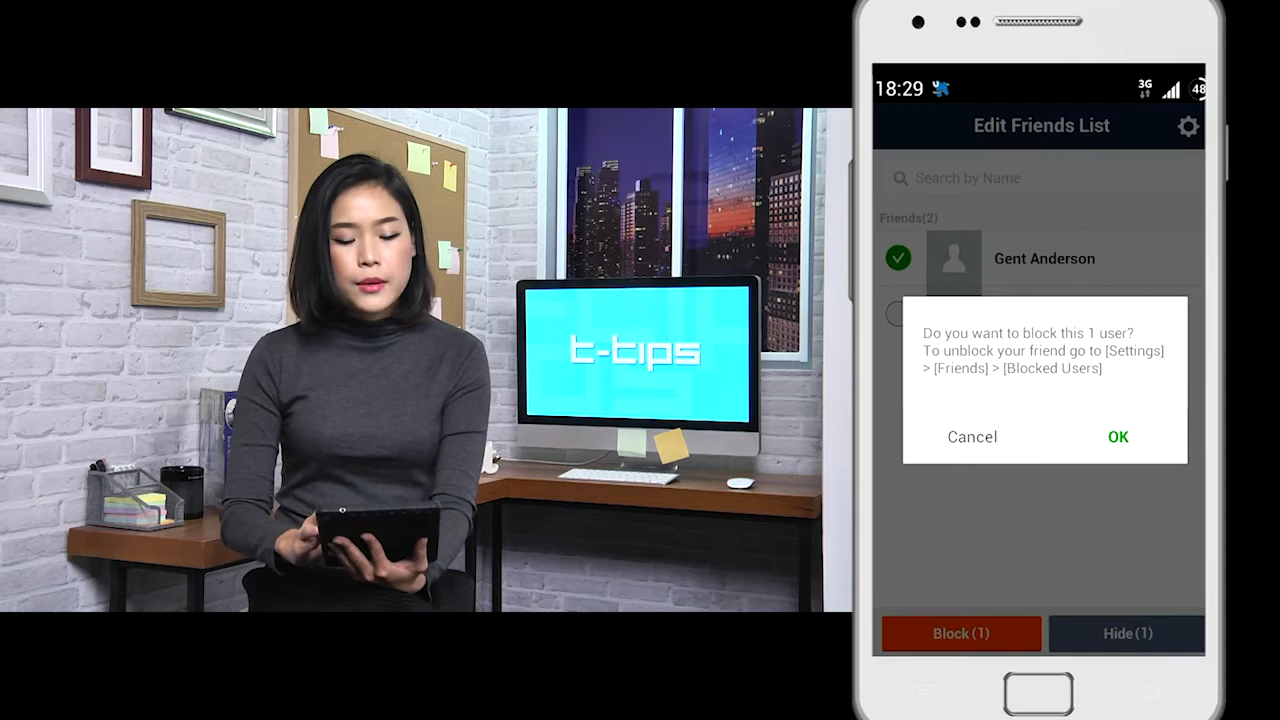 t-tips
18:29
3G
48
Edit Friends List
Search by Name
Friends(2)
Gent Anderson
Do you want to block this 1 user?
To unblock your friend go to [Settings]
> [Friends] > [Blocked Users]
Cancel
OK
Block(1)
Hide(1)